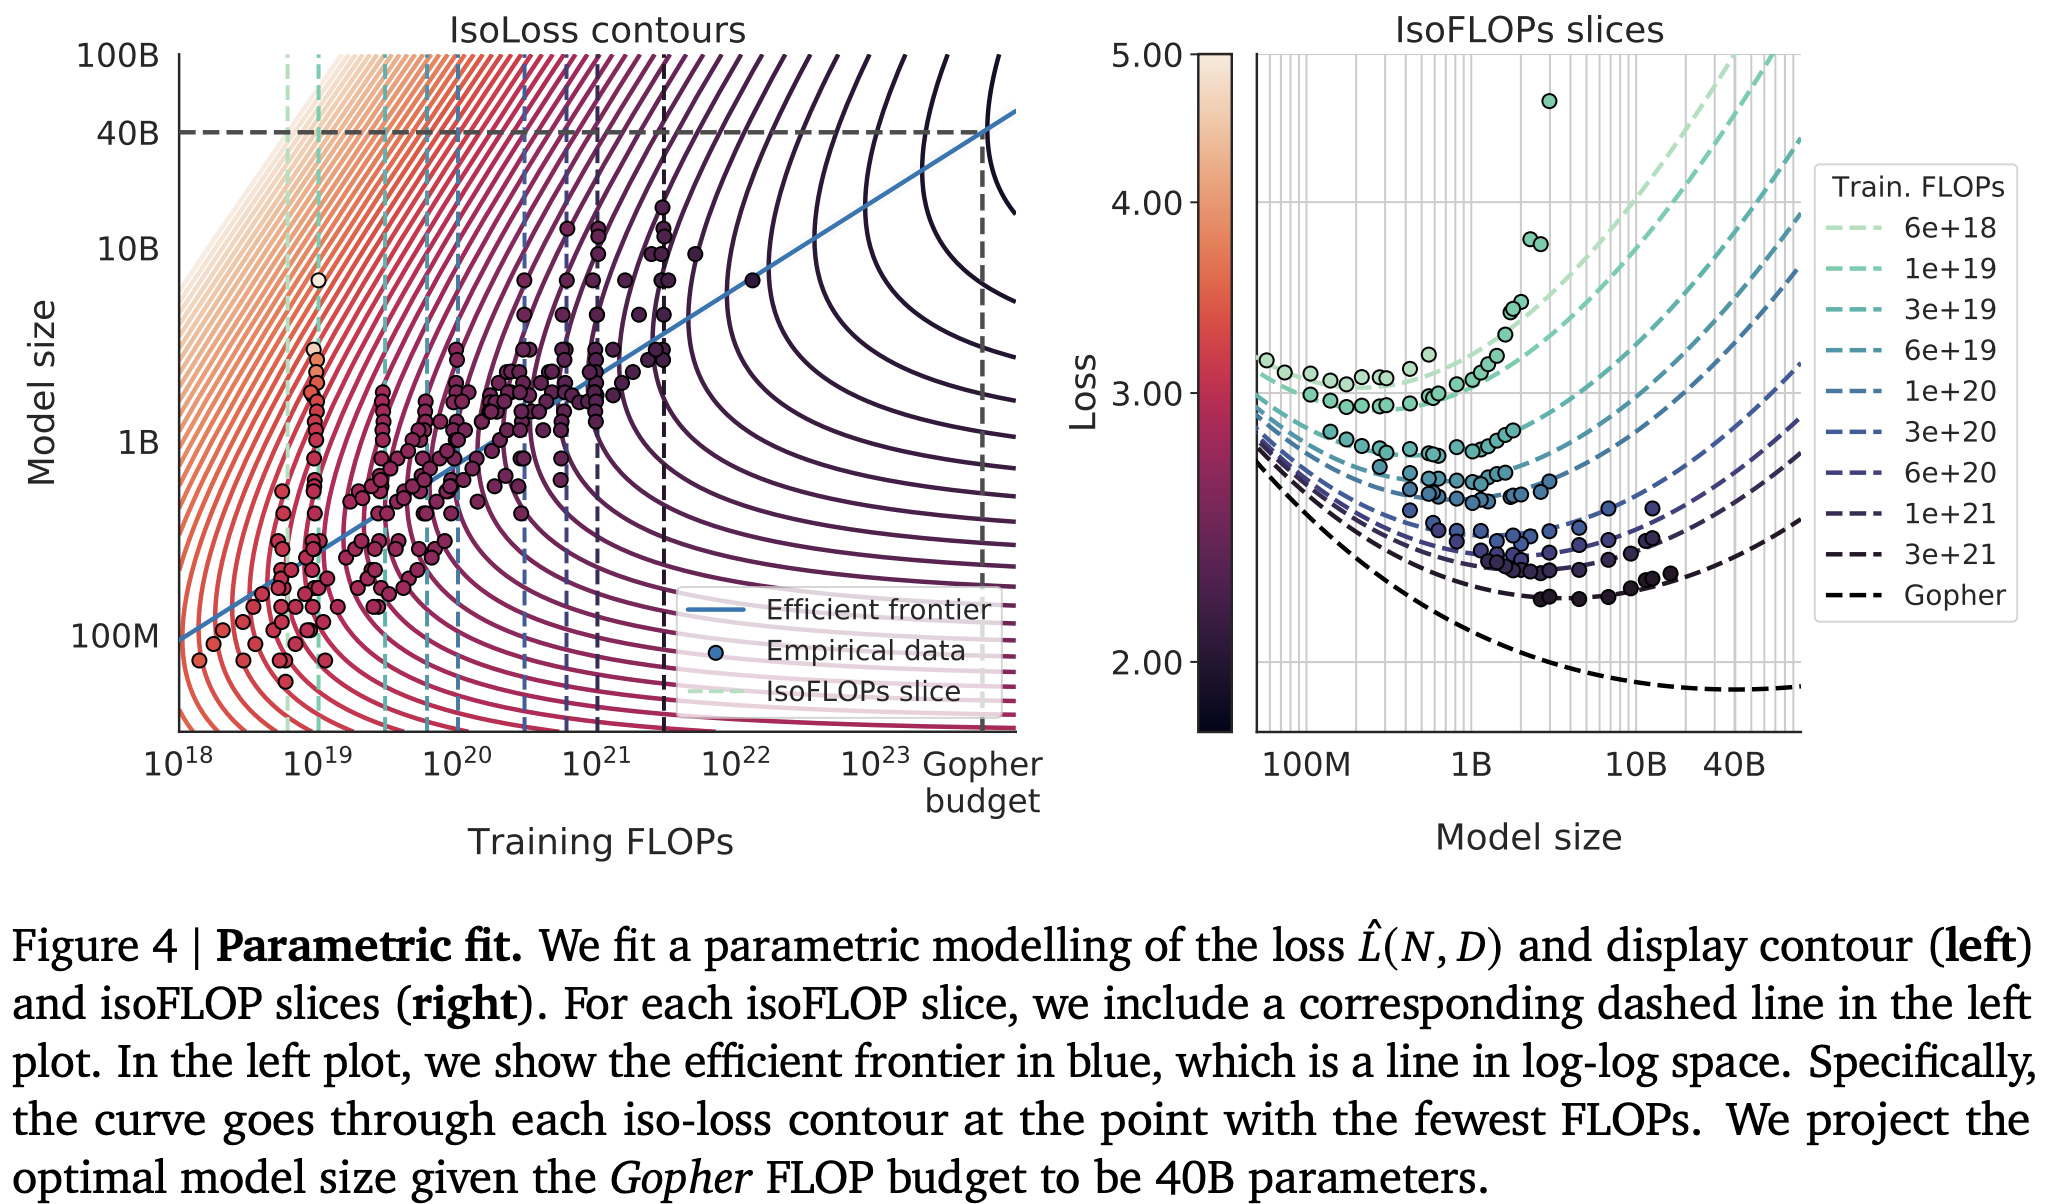 IsoLoss contours
100B
40B
10B
1B
100M
Model size
10^18
10^19
10^20
10^21
10^22
10^23
Gopher
budget
Training FLOPs
Efficient frontier
Empirical data
IsoFLOPs slice
IsoFLOPs slices
5.00
4.00
3.00
2.00
Loss
100M
1B
10B
40B
Model size
Train. FLOPs
6e+18
1e+19
3e+19
6e+19
1e+20
3e+20
6e+20
1e+21
3e+21
Gopher
Figure 4 | Parametric fit. We fit a parametric modelling of the loss L̂(N, D) and display contour (left)
and isoFLOP slices (right). For each isoFLOP slice, we include a corresponding dashed line in the left
plot. In the left plot, we show the efficient frontier in blue, which is a line in log-log space. Specifically,
the curve goes through each iso-loss contour at the point with the fewest FLOPs. We project the
optimal model size given the Gopher FLOP budget to be 40B parameters.